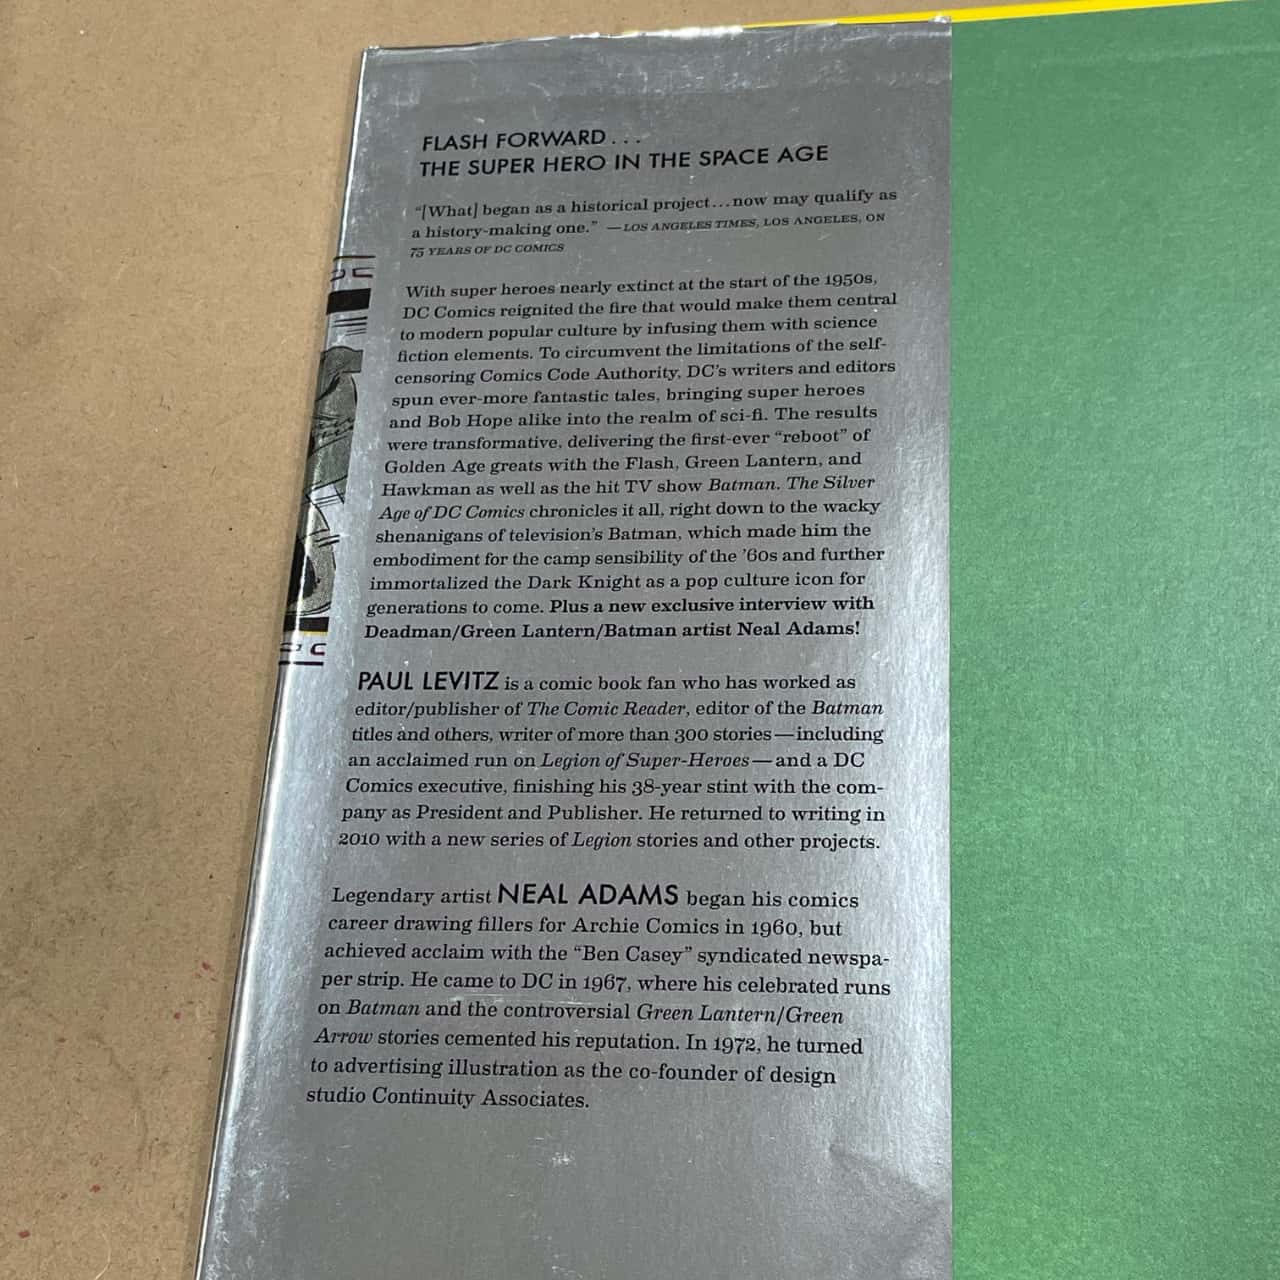 FLASH FORWARD...
THE SUPER HERO IN THE SPACE AGE
“[What] began as a historical project...now may qualify as
a history-making one.” —LOS ANGELES TIMES, LOS ANGELES, ON
75 YEARS OF DC COMICS
With super heroes nearly extinct at the start of the 1950s,
DC Comics reignited the fire that would make them central
to modern popular culture by infusing them with science
fiction elements. To circumvent the limitations of the self-
censoring Comics Code Authority, DC’s writers and editors
spun ever-more fantastic tales, bringing super heroes
and Bob Hope alike into the realm of sci-fi. The results
were transformative, delivering the first-ever “reboot” of
Golden Age greats with the Flash, Green Lantern, and
Hawkman as well as the hit TV show Batman. The Silver
Age of DC Comics chronicles it all, right down to the wacky
shenanigans of television’s Batman, which made him the
embodiment for the camp sensibility of the ’60s and further
immortalized the Dark Knight as a pop culture icon for
generations to come. Plus a new exclusive interview with
Deadman/Green Lantern/Batman artist Neal Adams!
PAUL LEVITZ is a comic book fan who has worked as
editor/publisher of The Comic Reader, editor of the Batman
titles and others, writer of more than 300 stories—including
an acclaimed run on Legion of Super-Heroes—and a DC
Comics executive, finishing his 38-year stint with the com-
pany as President and Publisher. He returned to writing in
2010 with a new series of Legion stories and other projects.
Legendary artist NEAL ADAMS began his comics
career drawing fillers for Archie Comics in 1960, but
achieved acclaim with the “Ben Casey” syndicated newspa-
per strip. He came to DC in 1967, where his celebrated runs
on Batman and the controversial Green Lantern/Green
Arrow stories cemented his reputation. In 1972, he turned
to advertising illustration as the co-founder of design
studio Continuity Associates.